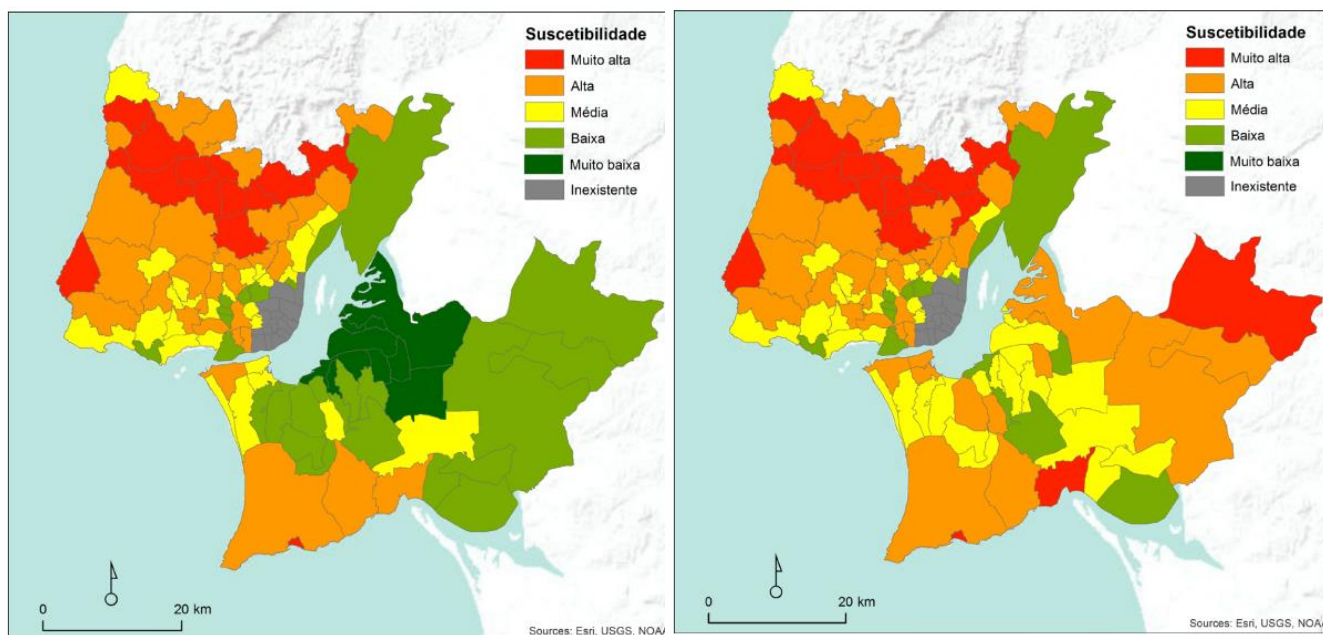 Suscetibilidade
Muito alta
Alta
Média
Baixa
Muito baixa
Inexistente
0 20 km
Sources: Esri, USGS, NOAA
Suscetibilidade
Muito alta
Alta
Média
Baixa
Muito baixa
Inexistente
0 20 km
Sources: Esri, USGS, NOA